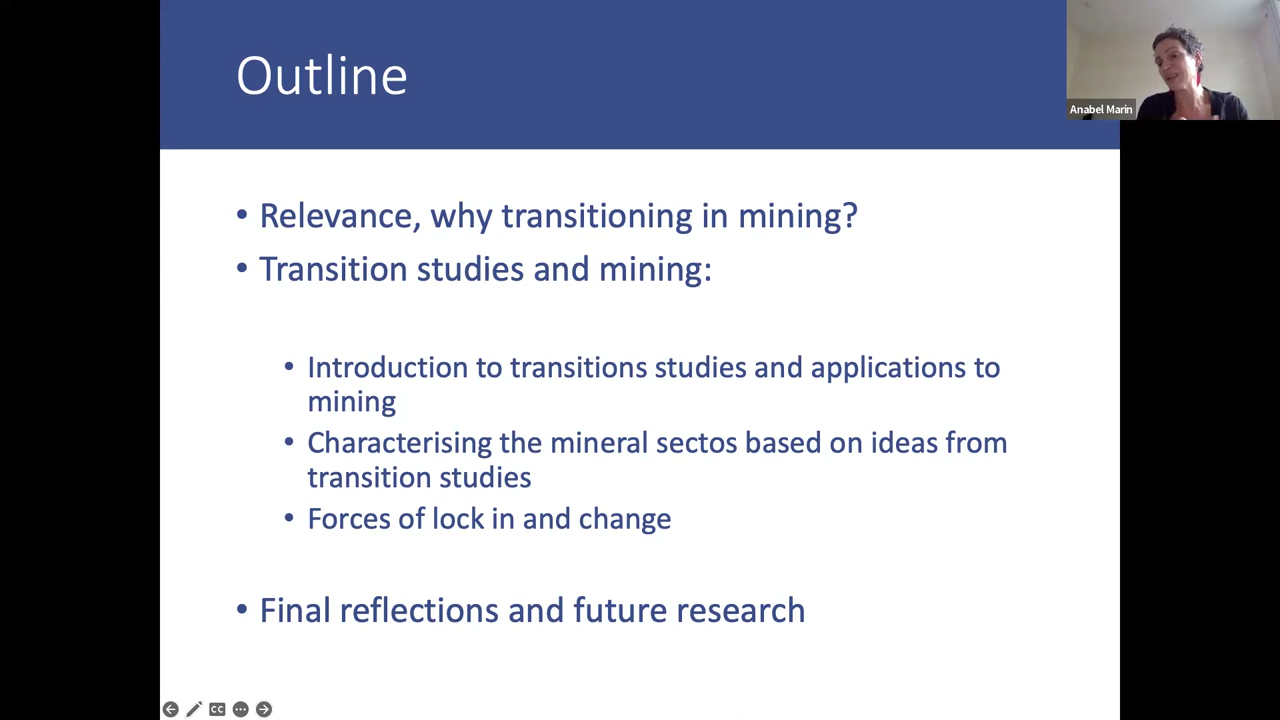 Outline
Anabel Marin
• Relevance, why transitioning in mining?
• Transition studies and mining:
• Introduction to transitions studies and applications to
mining
• Characterising the mineral sectos based on ideas from
transition studies
• Forces of lock in and change
• Final reflections and future research
CC